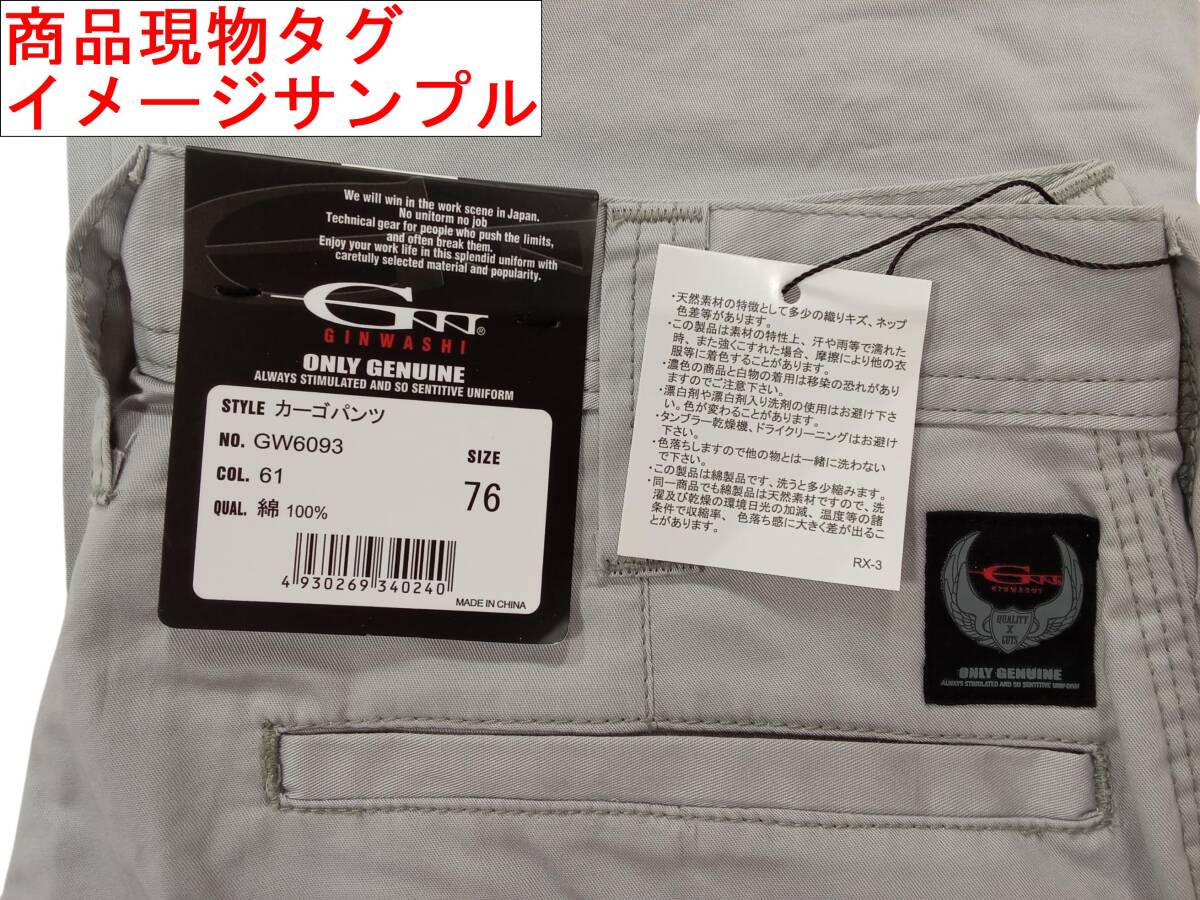 商品現物タグ
イメージサンプル
We will win in the work scene in Japan.
No unitorm no job
Technical gear for people who push the limits,
and often break them.
Enjoy your work life in this splendid uniform with
carefully selected material and popularity.
GW®
GINWASHI
ONLY GENUINE
ALWAYS STIMULATED AND SO SENTITIVE UNIFORM
STYLE カーゴパンツ
NO. GW6093
COL. 61
QUAL. 綿 100%
SIZE
76
4 930269 340240
MADE IN CHINA
・天然素材の特徴として多少の織りキズ、ネップ
色差等があります。
・この製品は素材の特性上、汗や雨等で濡れた
時、また強くこすれた場合、摩擦により他の衣
服等に着色することがあります。
・濃色の商品と白物の着用は移染の恐れがあり
ますのでご注意下さい。
・漂白剤や漂白剤入り洗剤の使用はお避け下さ
い。色が変わることがあります。
・タンブラー乾燥機、ドライクリーニングはお避け
下さい。
・色落ちしますので他の物とは一緒に洗わない
で下さい。
・この製品は綿製品です、洗うと多少縮みます。
・同一商品でも綿製品は天然素材ですので、洗
濯及び乾燥の環境日光の加減、温度等の諸
条件で収縮率、色落ち感に大きく差が出るこ
とがあります。
RX-3
GW
GINWASHI
QUALITY
X
GUTS
ONLY GENUINE
ALWAYS STIMULATED AND SO SENTITIVE UNIFORM